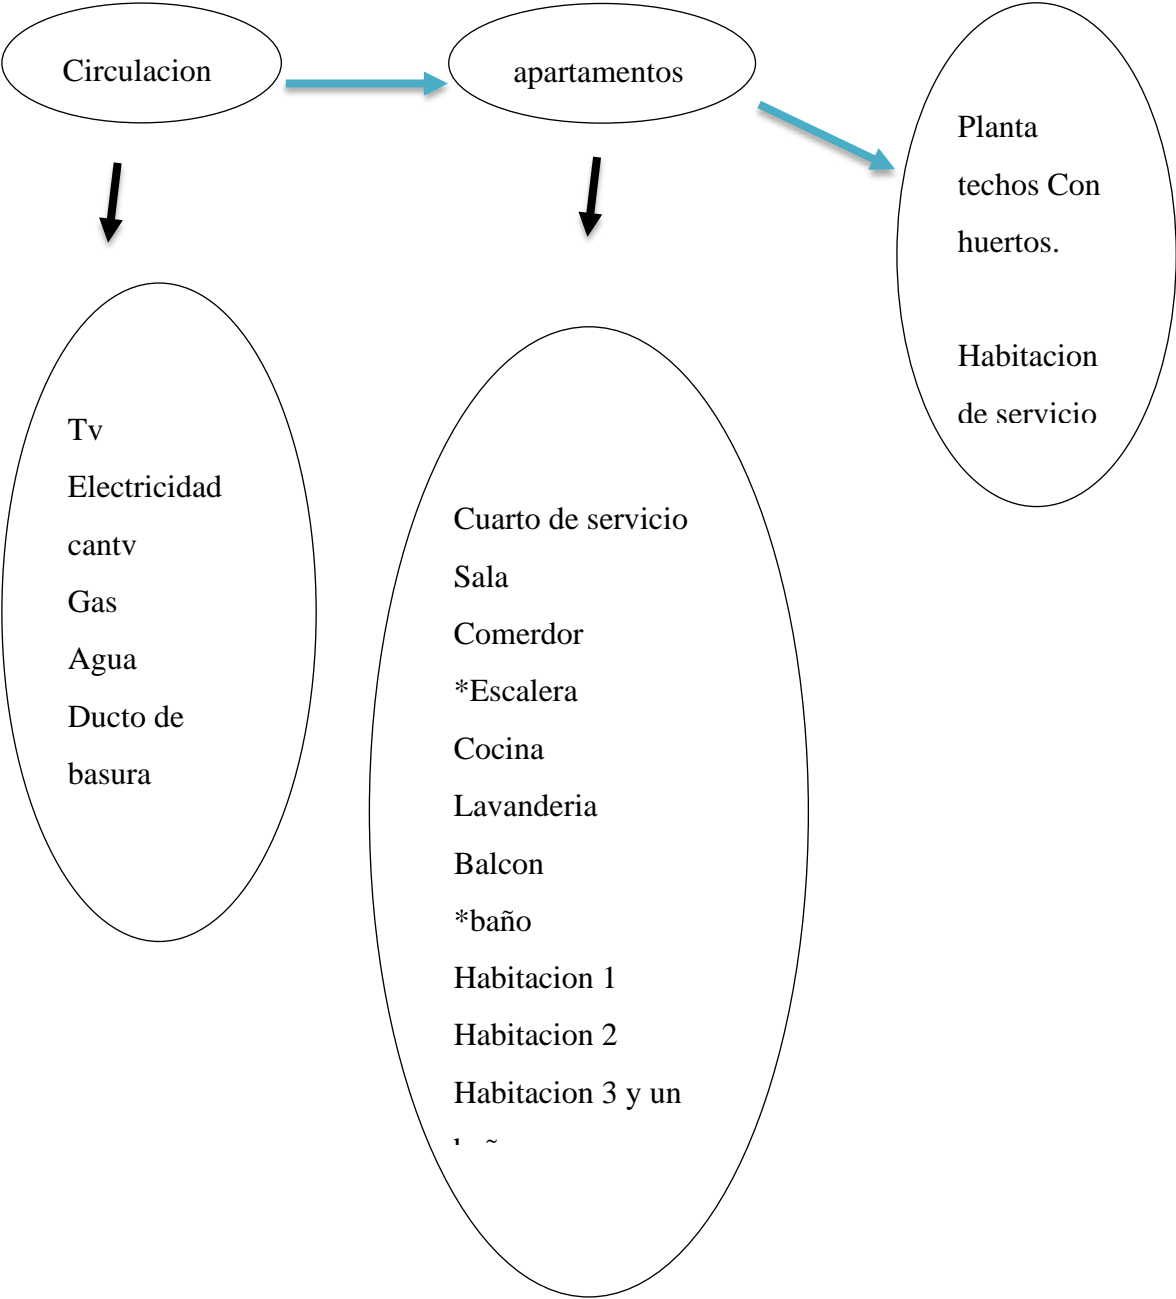 Circulacion
apartamentos
Planta
techos Con
huertos.
Habitacion
de servicio
Tv
Electricidad
cantv
Gas
Agua
Ducto de
basura
Cuarto de servicio
Sala
Comerdor
*Escalera
Cocina
Lavanderia
Balcon
*baño
Habitacion 1
Habitacion 2
Habitacion 3 y un